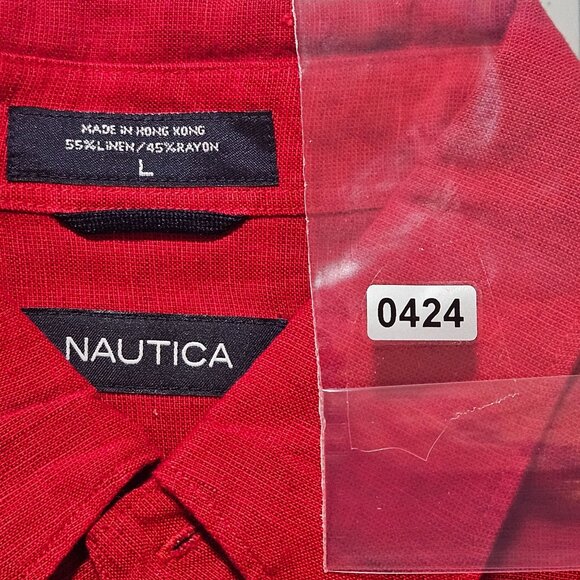 MADE IN HONG KONG
55%LINEN/45%RAYON
L
NAUTICA
0424